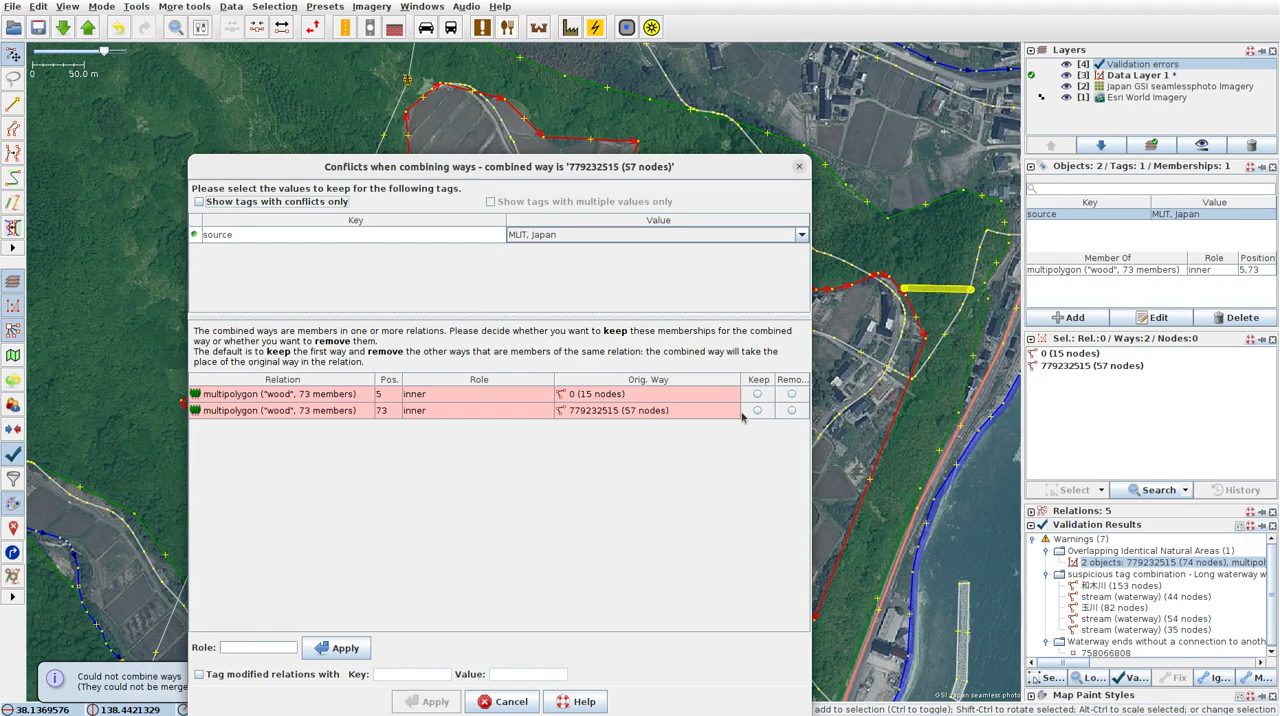 File Edit View Mode Tools More tools Data Selection Presets Imagery Windows Audio Help
0
50.0 m
Layers
[4] Validation errors
[3] Data Layer 1 *
[2] Japan GSI seamlessphoto Imagery
[1] Esri World Imagery
Objects: 2 / Tags: 1 / Memberships: 1
Key Value
source MLIT, Japan
Member Of Role Position
multipolygon ("wood", 73 members) inner 5,73
Add Edit Delete
Sel.: Rel.:0 / Ways:2 / Nodes:0
0 (15 nodes)
779232515 (57 nodes)
Select Search History
Relations: 5
Validation Results
Warnings (7)
Overlapping Identical Natural Areas (1)
2 objects: 779232515 (74 nodes), multipol
suspicious tag combination - Long waterway w
和木川 (153 nodes)
stream (waterway) (44 nodes)
玉川 (82 nodes)
stream (waterway) (54 nodes)
stream (waterway) (35 nodes)
Waterway ends without a connection to anoth
758066808
Se... Lo... Va... Fix Ig... M...
Map Paint Styles
Conflicts when combining ways - combined way is '779232515 (57 nodes)'
Please select the values to keep for the following tags.
Show tags with conflicts only Show tags with multiple values only
Key Value
source MLIT, Japan
The combined ways are members in one or more relations. Please decide whether you want to keep these memberships for the combined
way or whether you want to remove them.
The default is to keep the first way and remove the other ways that are members of the same relation: the combined way will take the
place of the original way in the relation.
Relation Pos. Role Orig. Way Keep Remo...
multipolygon ("wood", 73 members) 5 inner 0 (15 nodes)
multipolygon ("wood", 73 members) 73 inner 779232515 (57 nodes)
Role: Apply
Tag modified relations with Key: Value:
Apply Cancel Help
Could not combine ways
(They could not be merge
38.1369576 138.4421329
add to selection (Ctrl to toggle); Shift-Ctrl to rotate selected; Alt-Ctrl to scale selected; or change selection